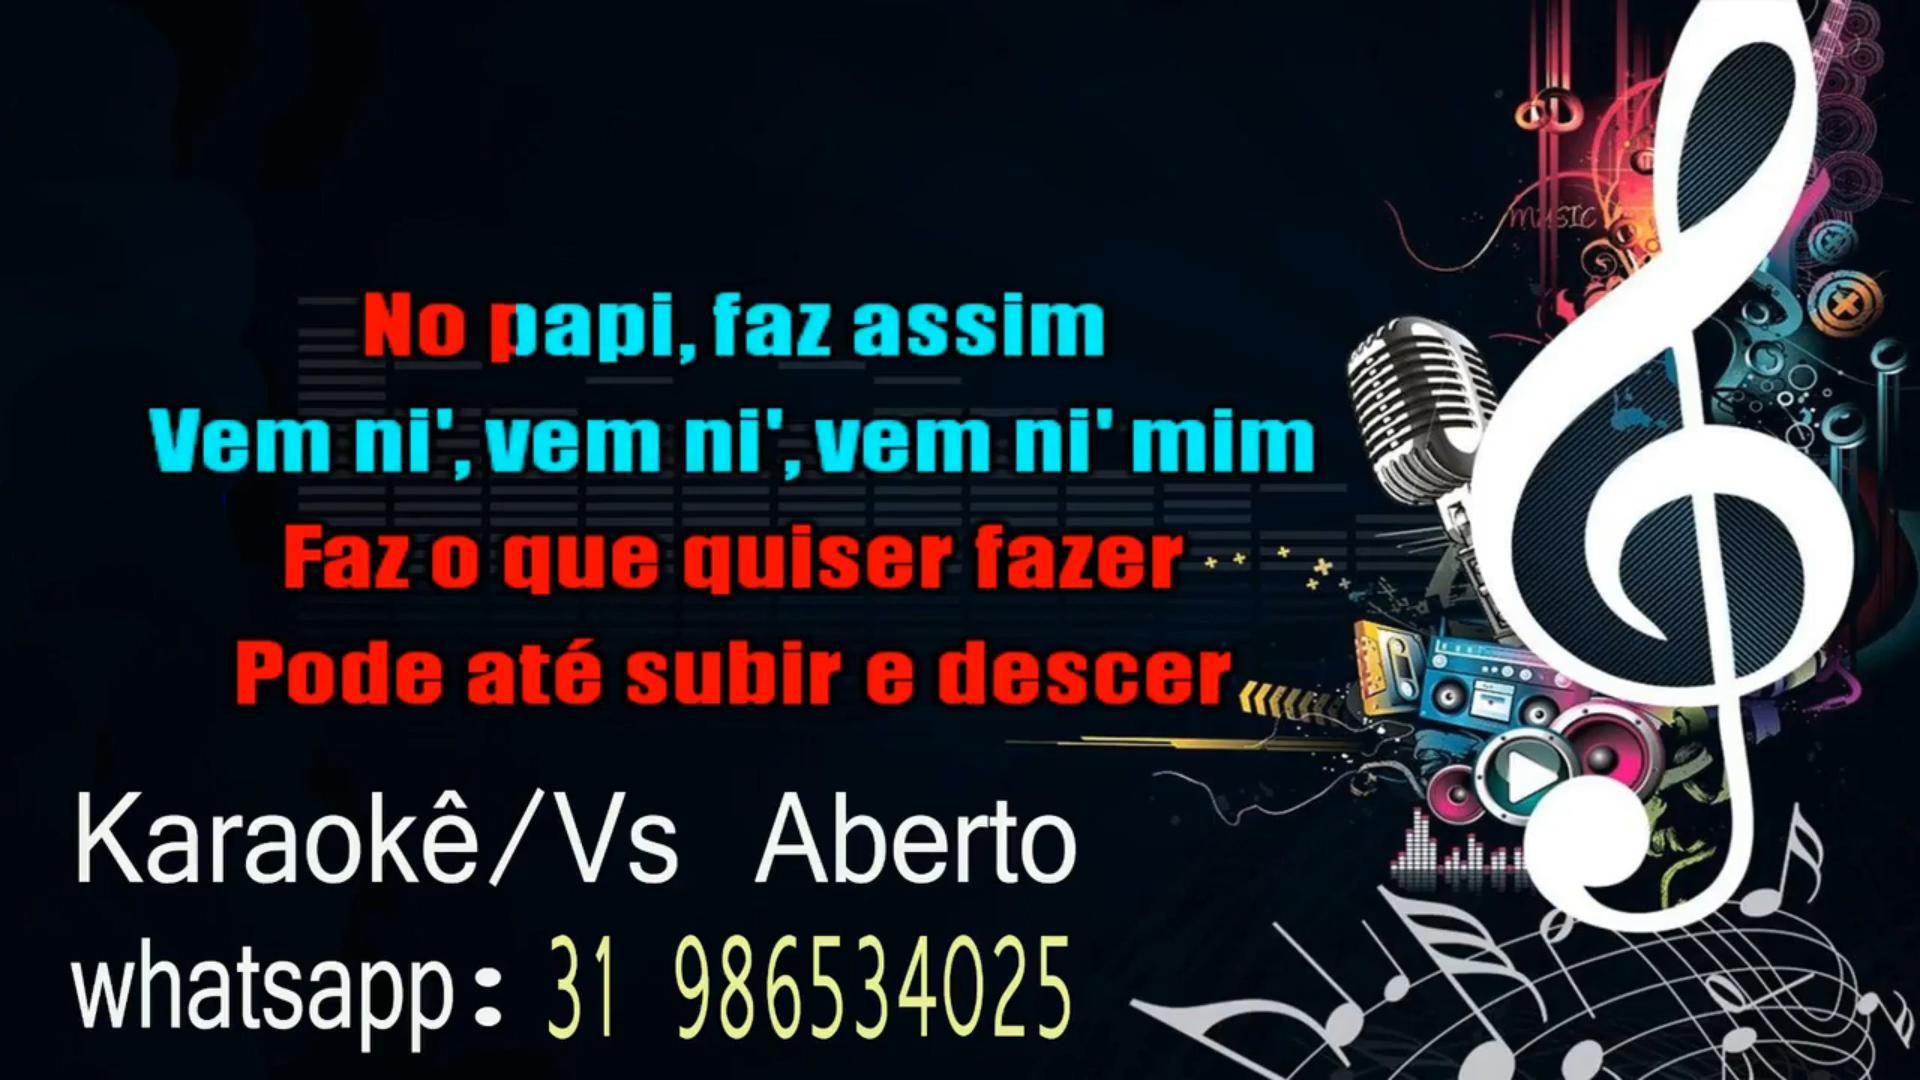 No papi, faz assim
Vem ni', vem ni', vem ni' mim
Faz o que quiser fazer
Pode até subir e descer
Karaokê/Vs Aberto
whatsapp: 31 986534025
MUSIC